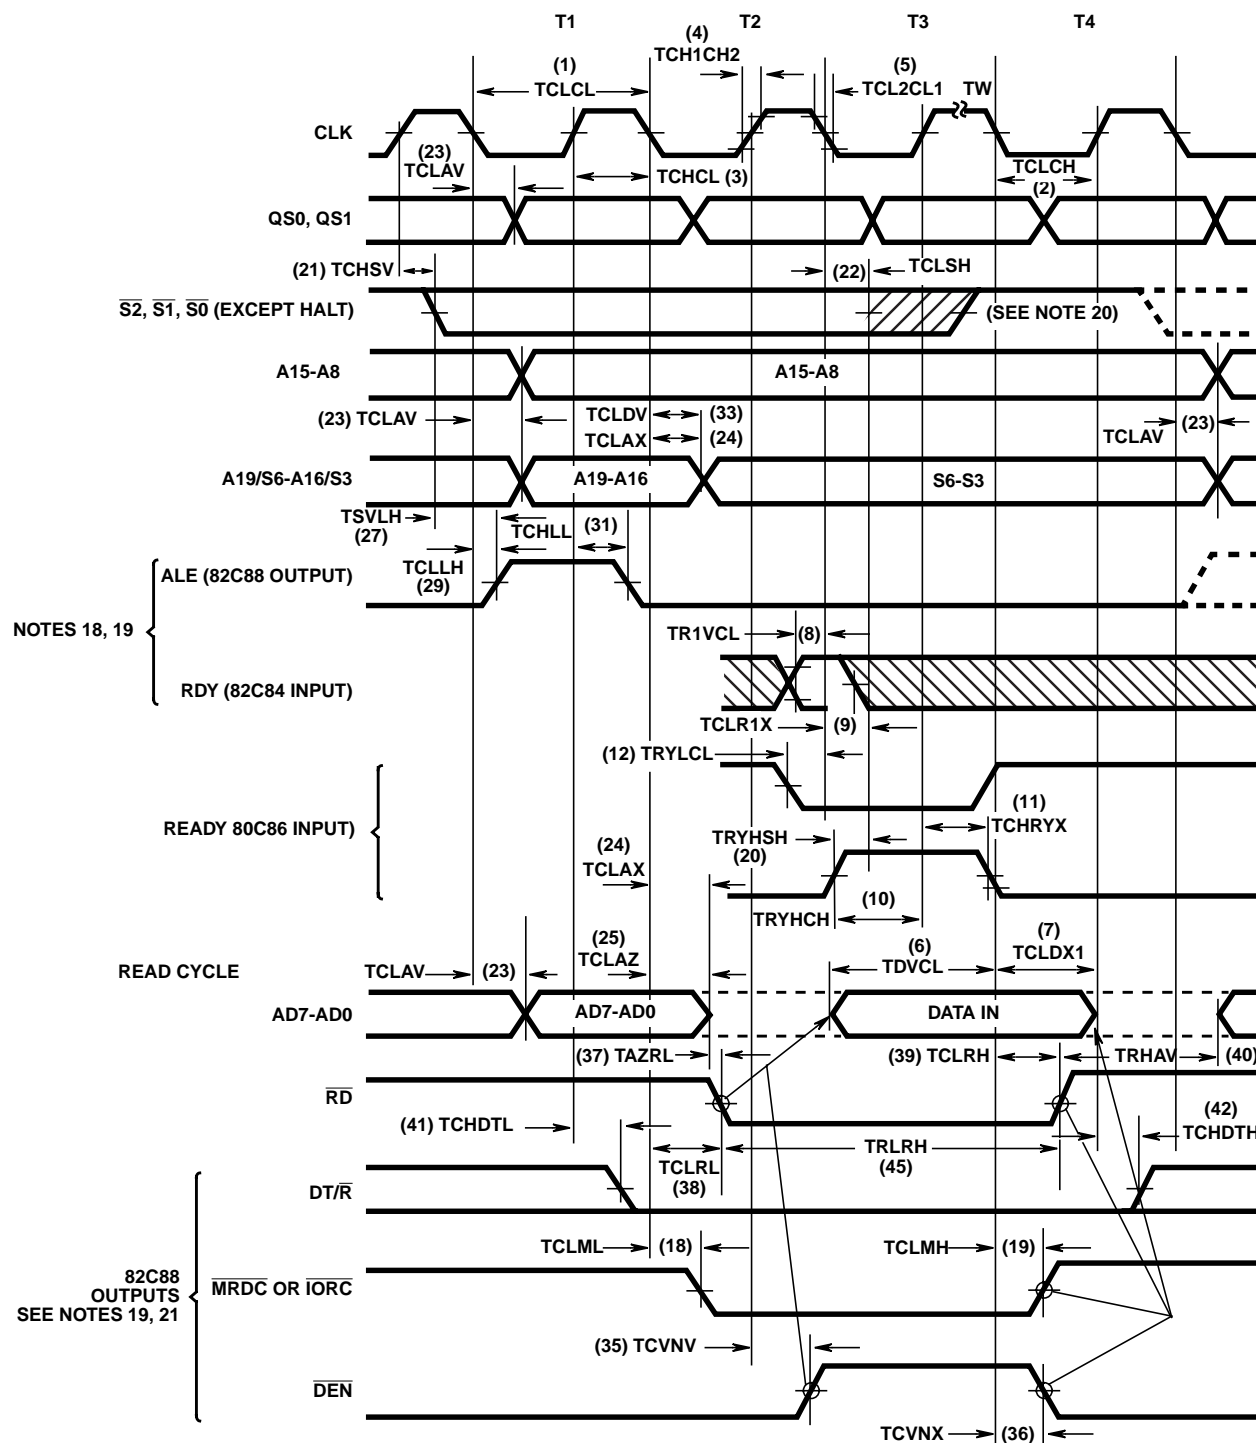 T1 T2 T3 T4
(4)
TCH1CH2
(1)
TCLCL
(5)
TCL2CL1 TW
CLK
(23)
TCLAV
TCHCL (3)
TCLCH
(2)
QS0, QS1
(21) TCHSV
(22) TCLSH
S2, S1, S0 (EXCEPT HALT)
(SEE NOTE 20)
A15-A8
A15-A8
(23) TCLAV
TCLDV (33)
TCLAX (24)
TCLAV (23)
A19/S6-A16/S3
A19-A16
S6-S3
TSVLH
(27)
TCHLL (31)
TCLLH
(29)
ALE (82C88 OUTPUT)
NOTES 18, 19
TR1VCL (8)
RDY (82C84 INPUT)
TCLR1X (9)
(12) TRYLCL
READY 80C86 INPUT)
(11)
TCHRYX
TRYHSH
(20)
(24)
TCLAX
(10)
TRYHCH
READ CYCLE
TCLAV (23)
(25)
TCLAZ
(6)
TDVCL
(7)
TCLDX1
AD7-AD0
AD7-AD0
DATA IN
(37) TAZRL
(39) TCLRH
TRHAV (40)
RD
(41) TCHDTL
(42)
TCHDTH
TCLRL
(38)
TRLRH
(45)
DT/R
TCLML (18)
TCLMH (19)
82C88
OUTPUTS
SEE NOTES 19, 21
MRDC OR IORC
(35) TCVNV
DEN
TCVNX (36)